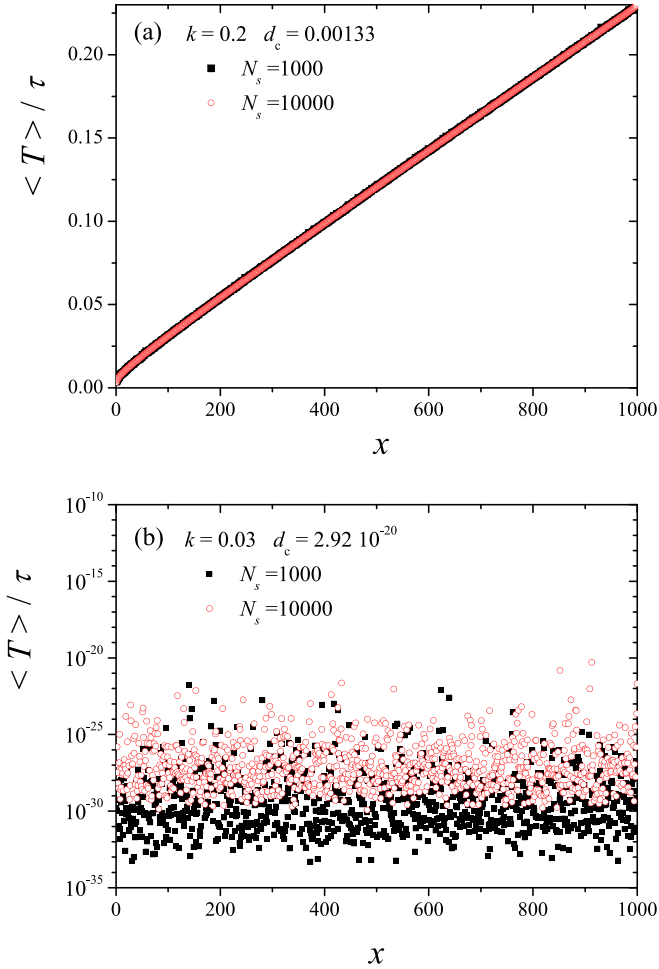 (a) k = 0.2 d_c = 0.00133
N_s =1000
N_s =10000
< T > / τ
0.20
0.15
0.10
0.05
0.00
0 200 400 600 800 1000
x
(b) k = 0.03 d_c = 2.92 10^-20
N_s =1000
N_s =10000
< T > / τ
10^-10
10^-15
10^-20
10^-25
10^-30
10^-35
0 200 400 600 800 1000
x